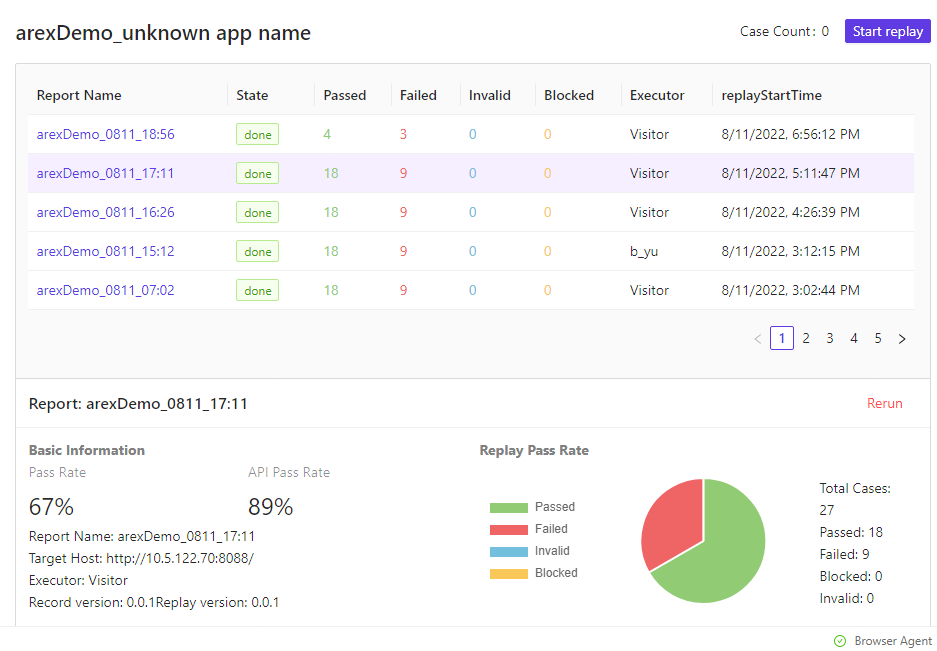 arexDemo_unknown app name
Case Count: 0 Start replay
Report Name State Passed Failed Invalid Blocked Executor replayStartTime
arexDemo_0811_18:56 done 4 3 0 0 Visitor 8/11/2022, 6:56:12 PM
arexDemo_0811_17:11 done 18 9 0 0 Visitor 8/11/2022, 5:11:47 PM
arexDemo_0811_16:26 done 18 9 0 0 Visitor 8/11/2022, 4:26:39 PM
arexDemo_0811_15:12 done 18 9 0 0 b_yu 8/11/2022, 3:12:15 PM
arexDemo_0811_07:02 done 18 9 0 0 Visitor 8/11/2022, 3:02:44 PM
< 1 2 3 4 5 >
Report: arexDemo_0811_17:11 Rerun
Basic Information
Pass Rate API Pass Rate
67% 89%
Report Name: arexDemo_0811_17:11
Target Host: http://10.5.122.70:8088/
Executor: Visitor
Record version: 0.0.1Replay version: 0.0.1
Replay Pass Rate
Passed
Failed
Invalid
Blocked
Total Cases:
27
Passed: 18
Failed: 9
Blocked: 0
Invalid: 0
Browser Agent